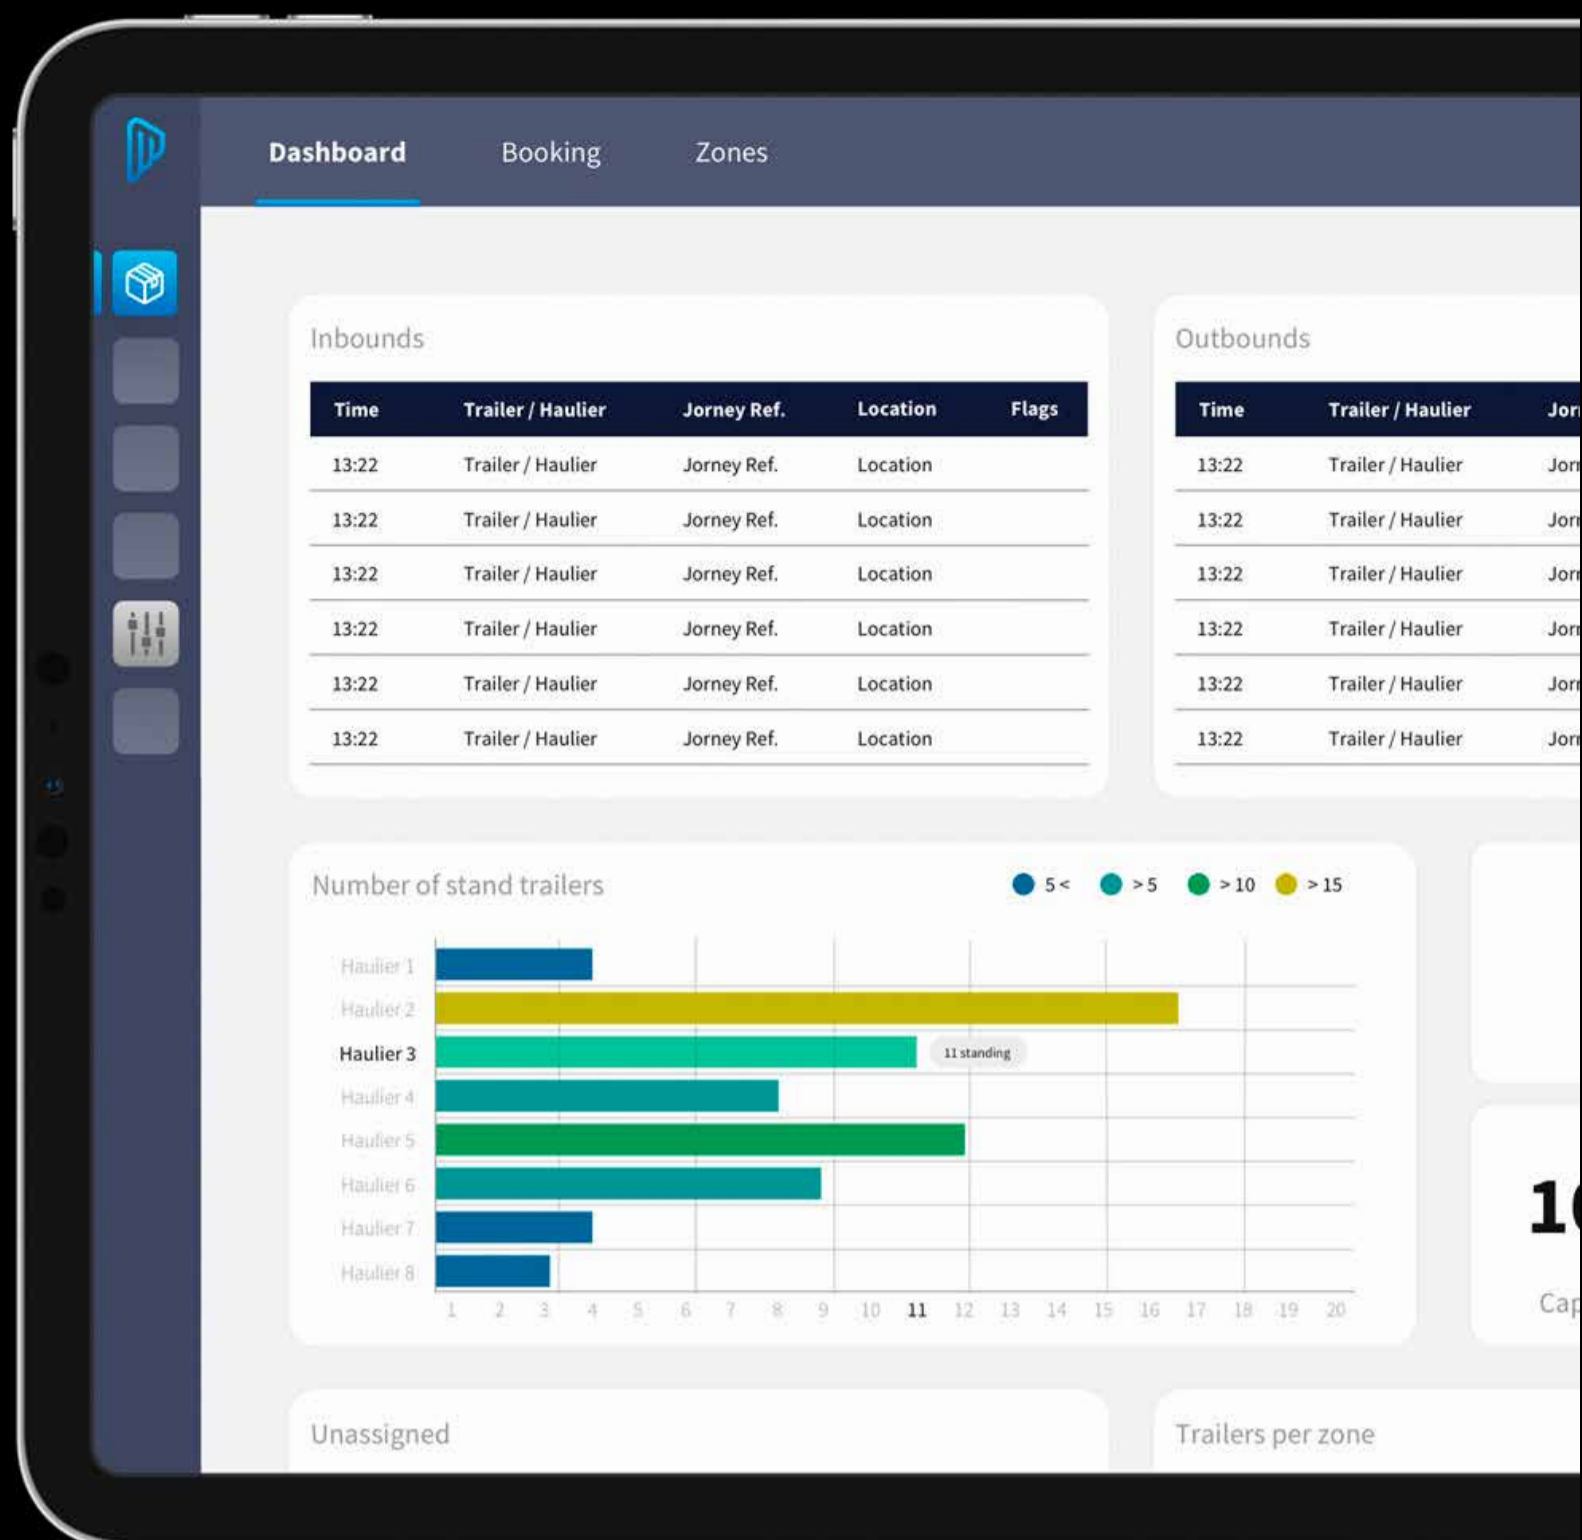 Dashboard Booking Zones
Inbounds
Time Trailer / Haulier Jorney Ref. Location Flags
13:22 Trailer / Haulier Jorney Ref. Location
13:22 Trailer / Haulier Jorney Ref. Location
13:22 Trailer / Haulier Jorney Ref. Location
13:22 Trailer / Haulier Jorney Ref. Location
13:22 Trailer / Haulier Jorney Ref. Location
13:22 Trailer / Haulier Jorney Ref. Location
Outbounds
Time Trailer / Haulier
13:22 Trailer / Haulier
13:22 Trailer / Haulier
13:22 Trailer / Haulier
13:22 Trailer / Haulier
13:22 Trailer / Haulier
13:22 Trailer / Haulier
Number of stand trailers
5 < > 5 > 10 > 15
Haulier 1
Haulier 2
Haulier 3 11 standing
Haulier 4
Haulier 5
Haulier 6
Haulier 7
Haulier 8
1 2 3 4 5 6 7 8 9 10 11 12 13 14 15 16 17 18 19 20
Unassigned
Trailers per zone